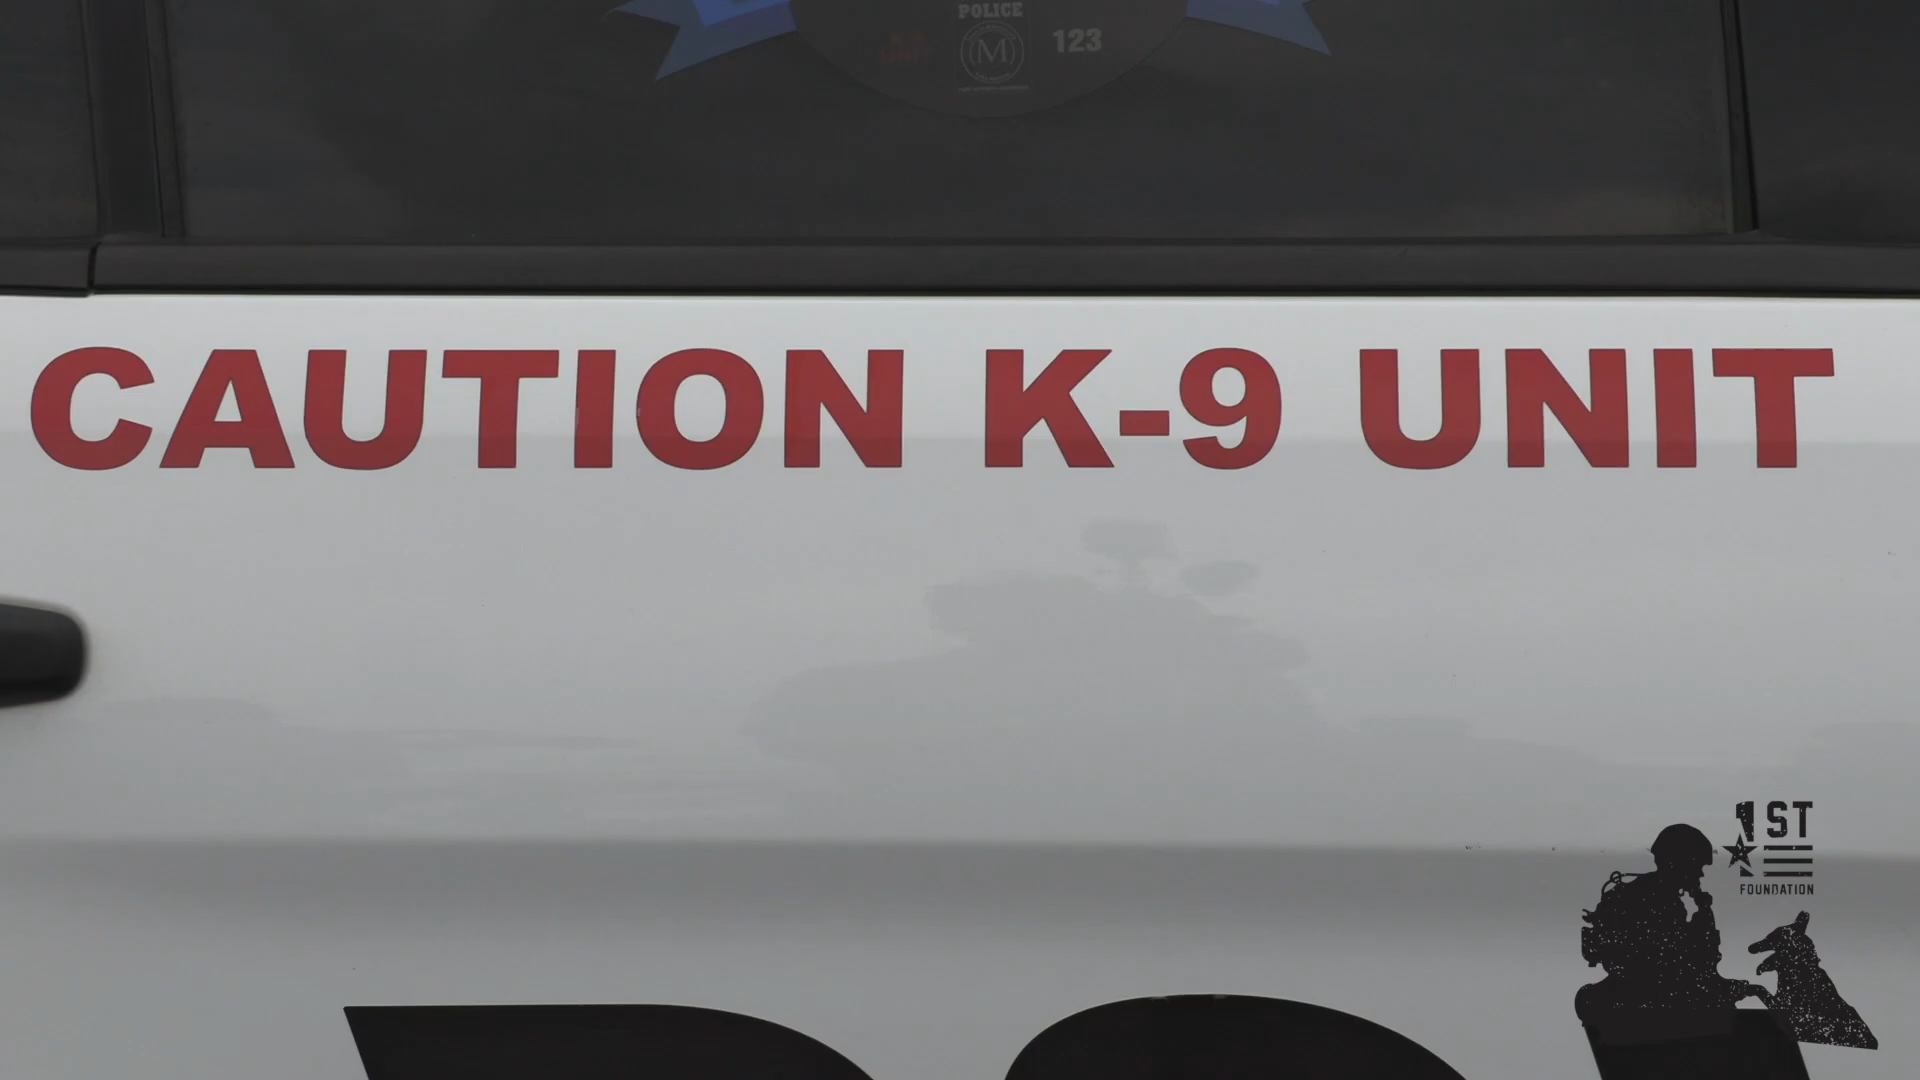 POLICE
M
123
CAUTION K-9 UNIT
1ST
FOUNDATION